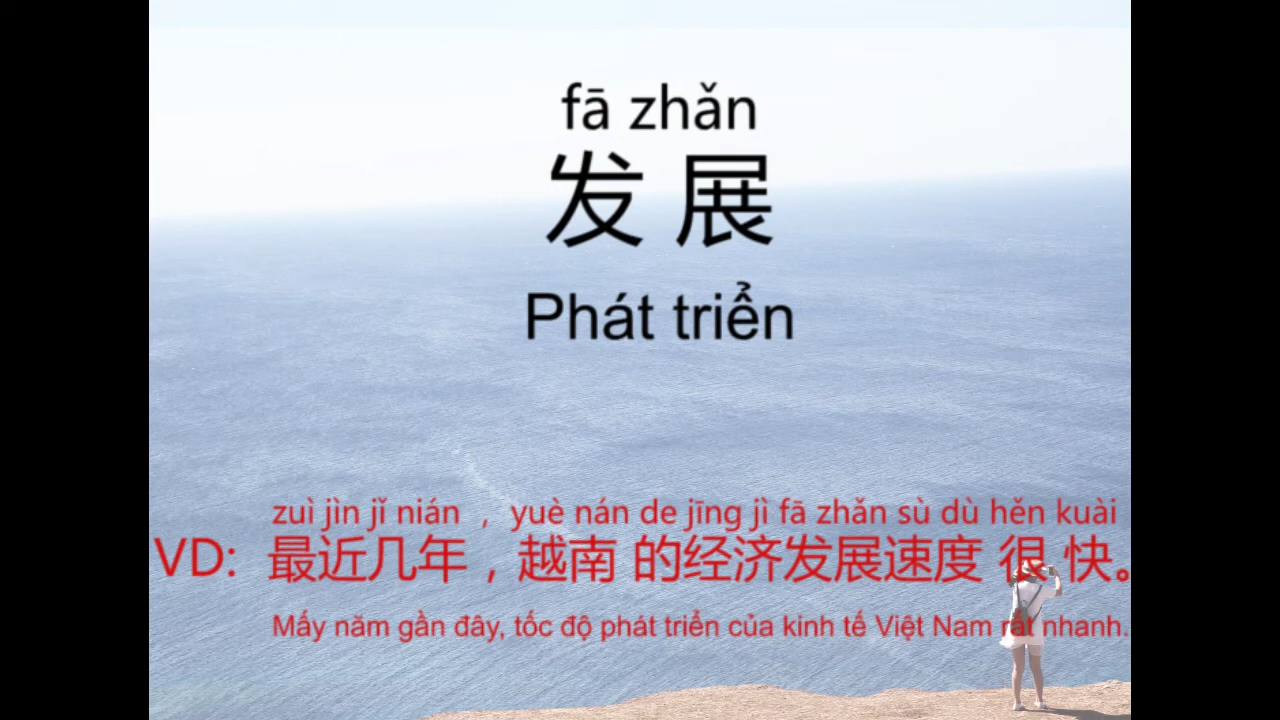 fā zhǎn
发 展
Phát triển
zuì jìn jǐ nián ， yuè nán de jīng jì fā zhǎn sù dù hěn kuài
VD: 最近几年，越南 的经济发展速度 很 快。
Mấy năm gần đây, tốc độ phát triển của kinh tế Việt Nam rất nhanh.